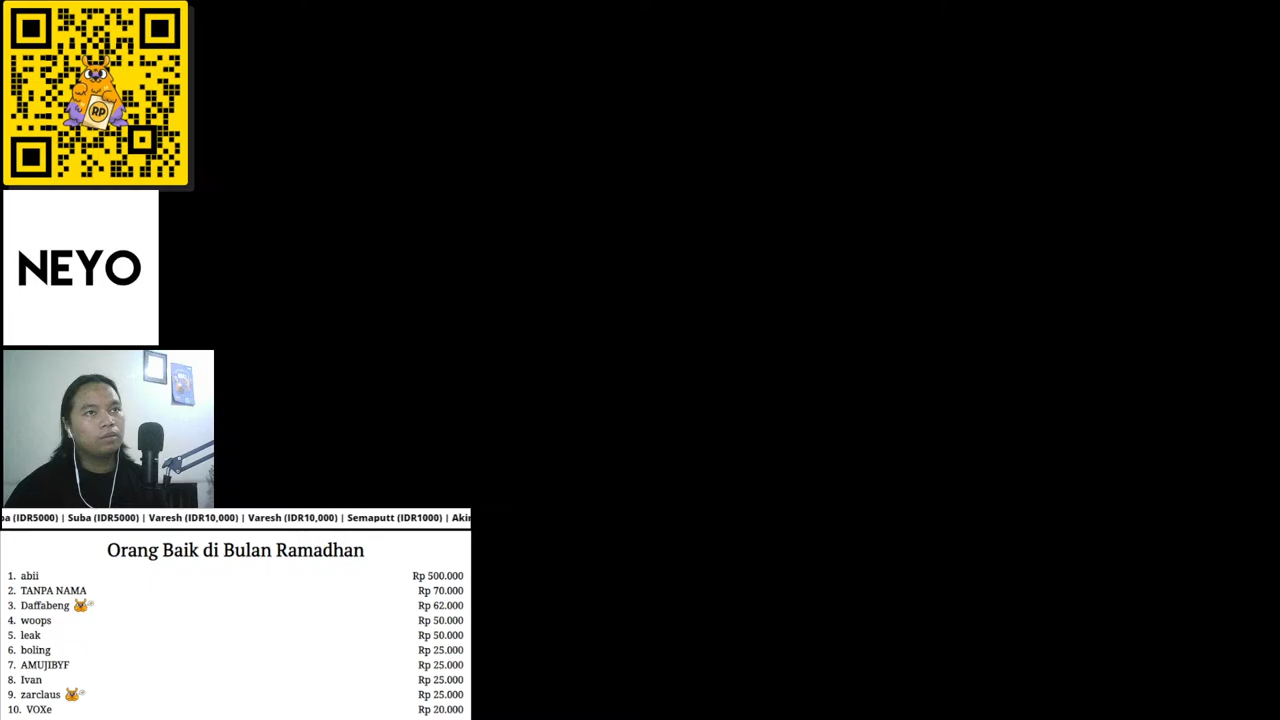 RP
NEYO
pa (IDR5000) | Suba (IDR5000) | Varesh (IDR10,000) | Varesh (IDR10,000) | Semaputt (IDR1000) | Akir
Orang Baik di Bulan Ramadhan
1. abii Rp 500.000
2. TANPA NAMA Rp 70.000
3. Daffabeng Rp 62.000
4. woops Rp 50.000
5. leak Rp 50.000
6. boling Rp 25.000
7. AMUJIBYF Rp 25.000
8. Ivan Rp 25.000
9. zarclaus Rp 25.000
10. VOXe Rp 20.000